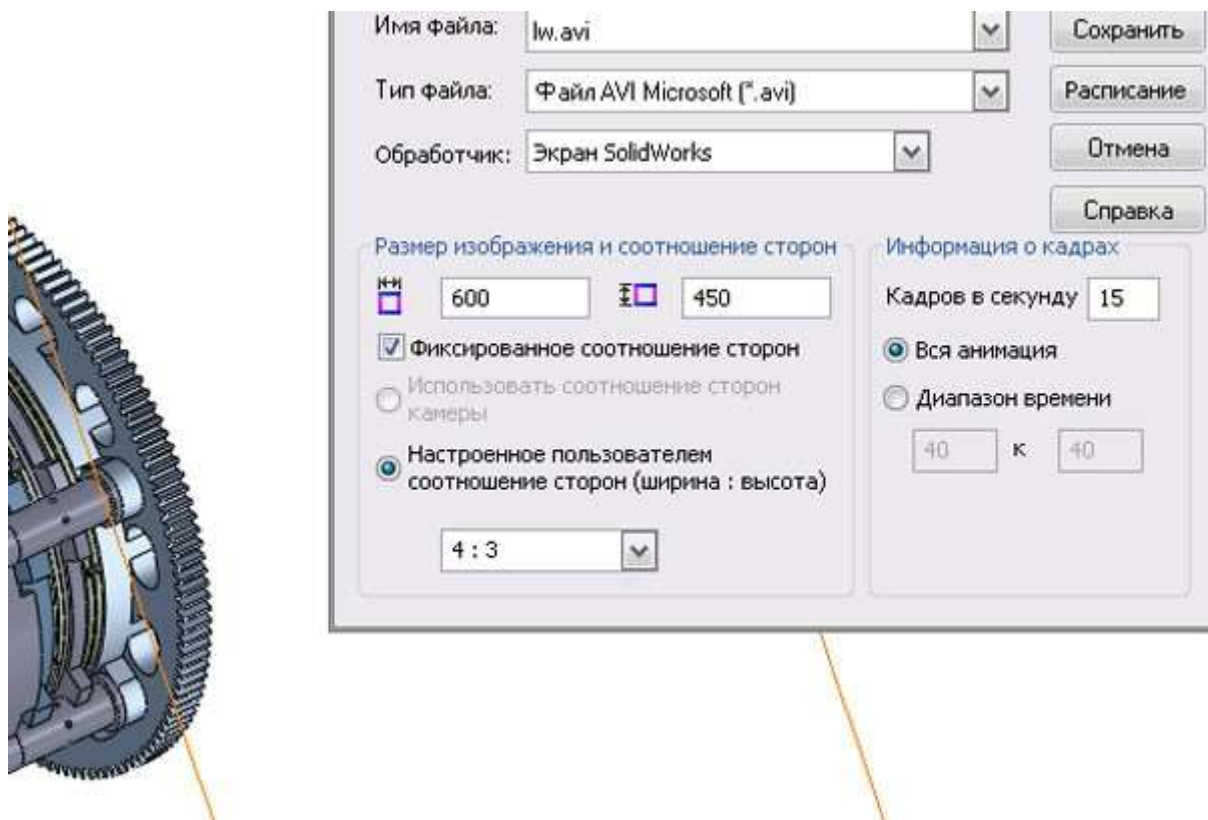 Имя файла: lw.avi Сохранить
Тип файла: Файл AVI Microsoft (*.avi) Расписание
Обработчик: Экран SolidWorks Отмена
Справка
Размер изображения и соотношение сторон
600 450
Фиксированное соотношение сторон
Использовать соотношение сторон
камеры
Настроенное пользователем
соотношение сторон (ширина : высота)
4 : 3
Информация о кадрах
Кадров в секунду 15
Вся анимация
Диапазон времени
40 к 40